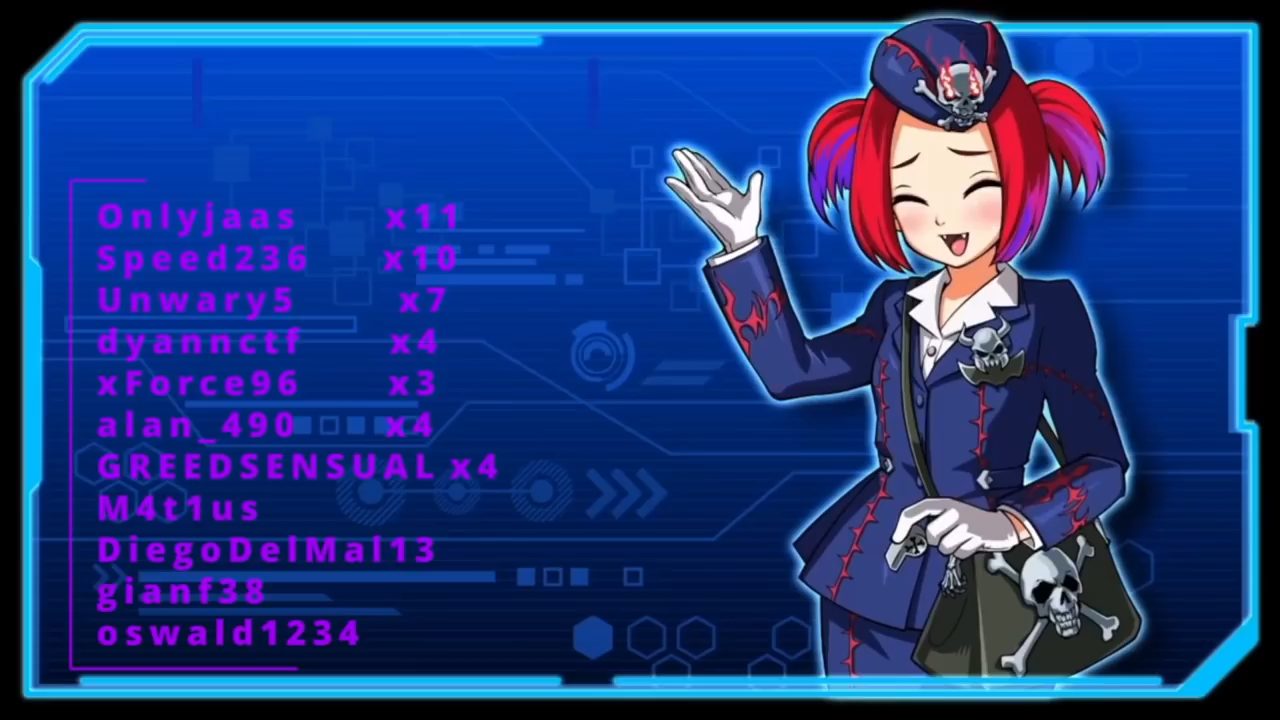 Onlyjaas x11
Speed236 x10
Unwary5 x7
dyannctf x4
xForce96 x3
alan_490 x4
GREEDSENSUAL x4
M4t1us
DiegoDelMal13
gianf38
oswald1234